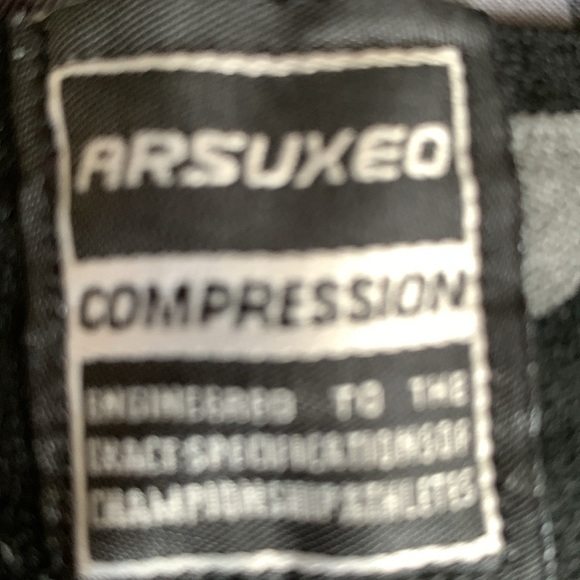 ARSUXEO
COMPRESSION
ENGINEERED TO THE
EXACT SPECIFICATIONS OF
CHAMPIONSHIP ATHLETES